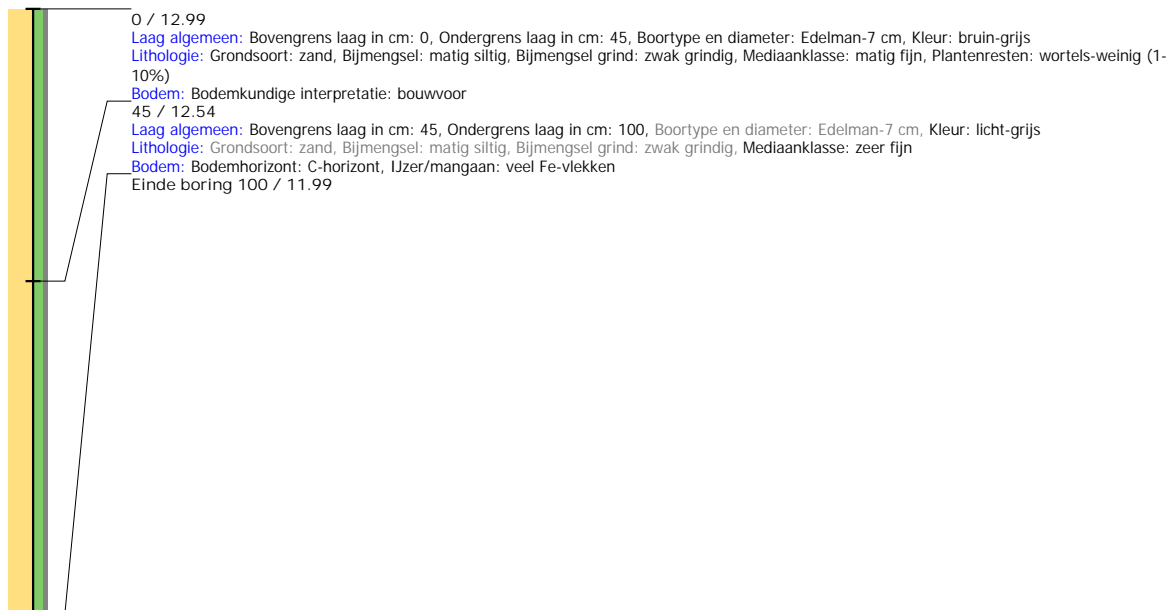 0 / 12.99
Laag algemeen: Bovengrens laag in cm: 0, Ondergrens laag in cm: 45, Boortype en diameter: Edelman-7 cm, Kleur: bruin-grijs
Lithologie: Grondsoort: zand, Bijmengsel: matig siltig, Bijmengsel grind: zwak grindig, Mediaanklasse: matig fijn, Plantenresten: wortels-weinig (1-
10%)
Bodem: Bodemkundige interpretatie: bouwvoor
45 / 12.54
Laag algemeen: Bovengrens laag in cm: 45, Ondergrens laag in cm: 100, Boortype en diameter: Edelman-7 cm, Kleur: licht-grijs
Lithologie: Grondsoort: zand, Bijmengsel: matig siltig, Bijmengsel grind: zwak grindig, Mediaanklasse: zeer fijn
Bodem: Bodemhorizont: C-horizont, IJzer/mangaan: veel Fe-vlekken
Einde boring 100 / 11.99